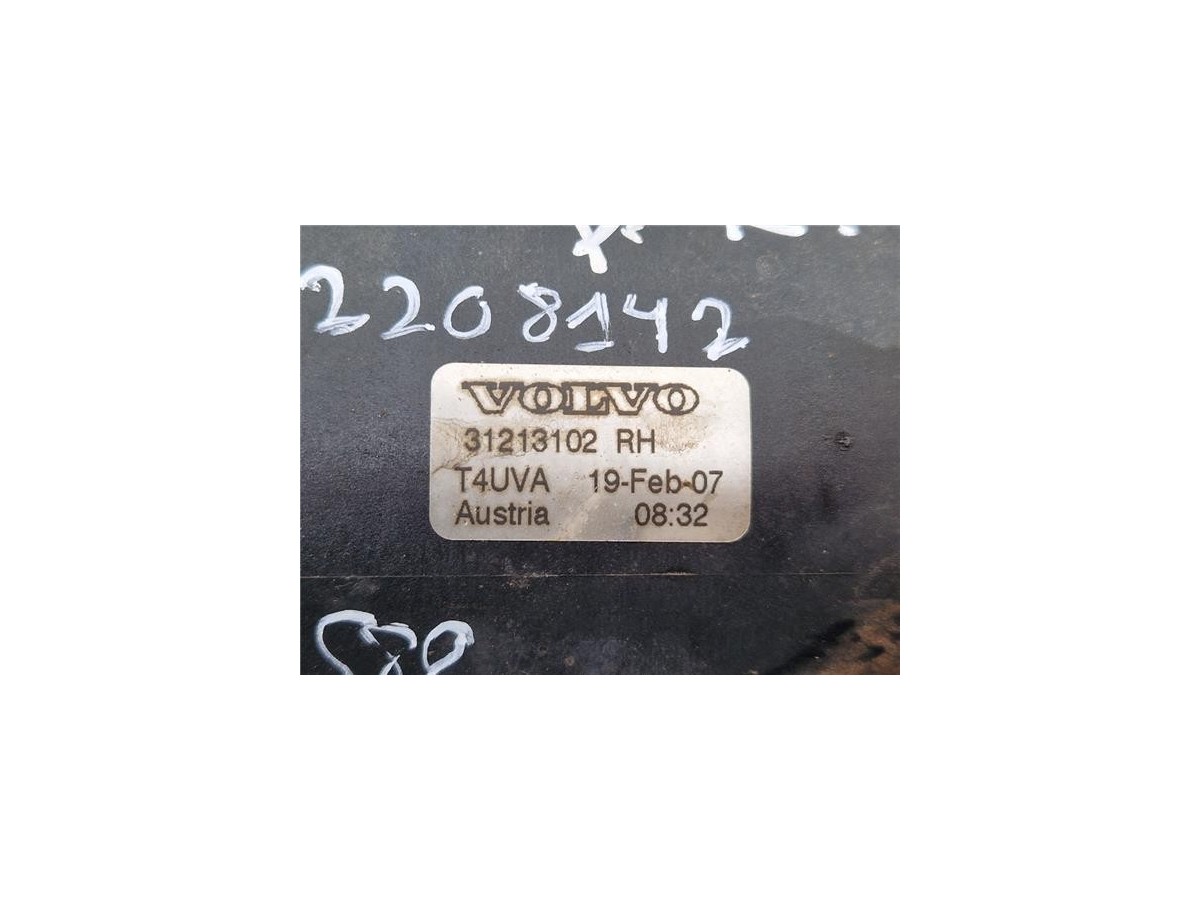 2208142
VOLVO
31213102 RH
T4UVA 19-Feb-07
Austria 08:32